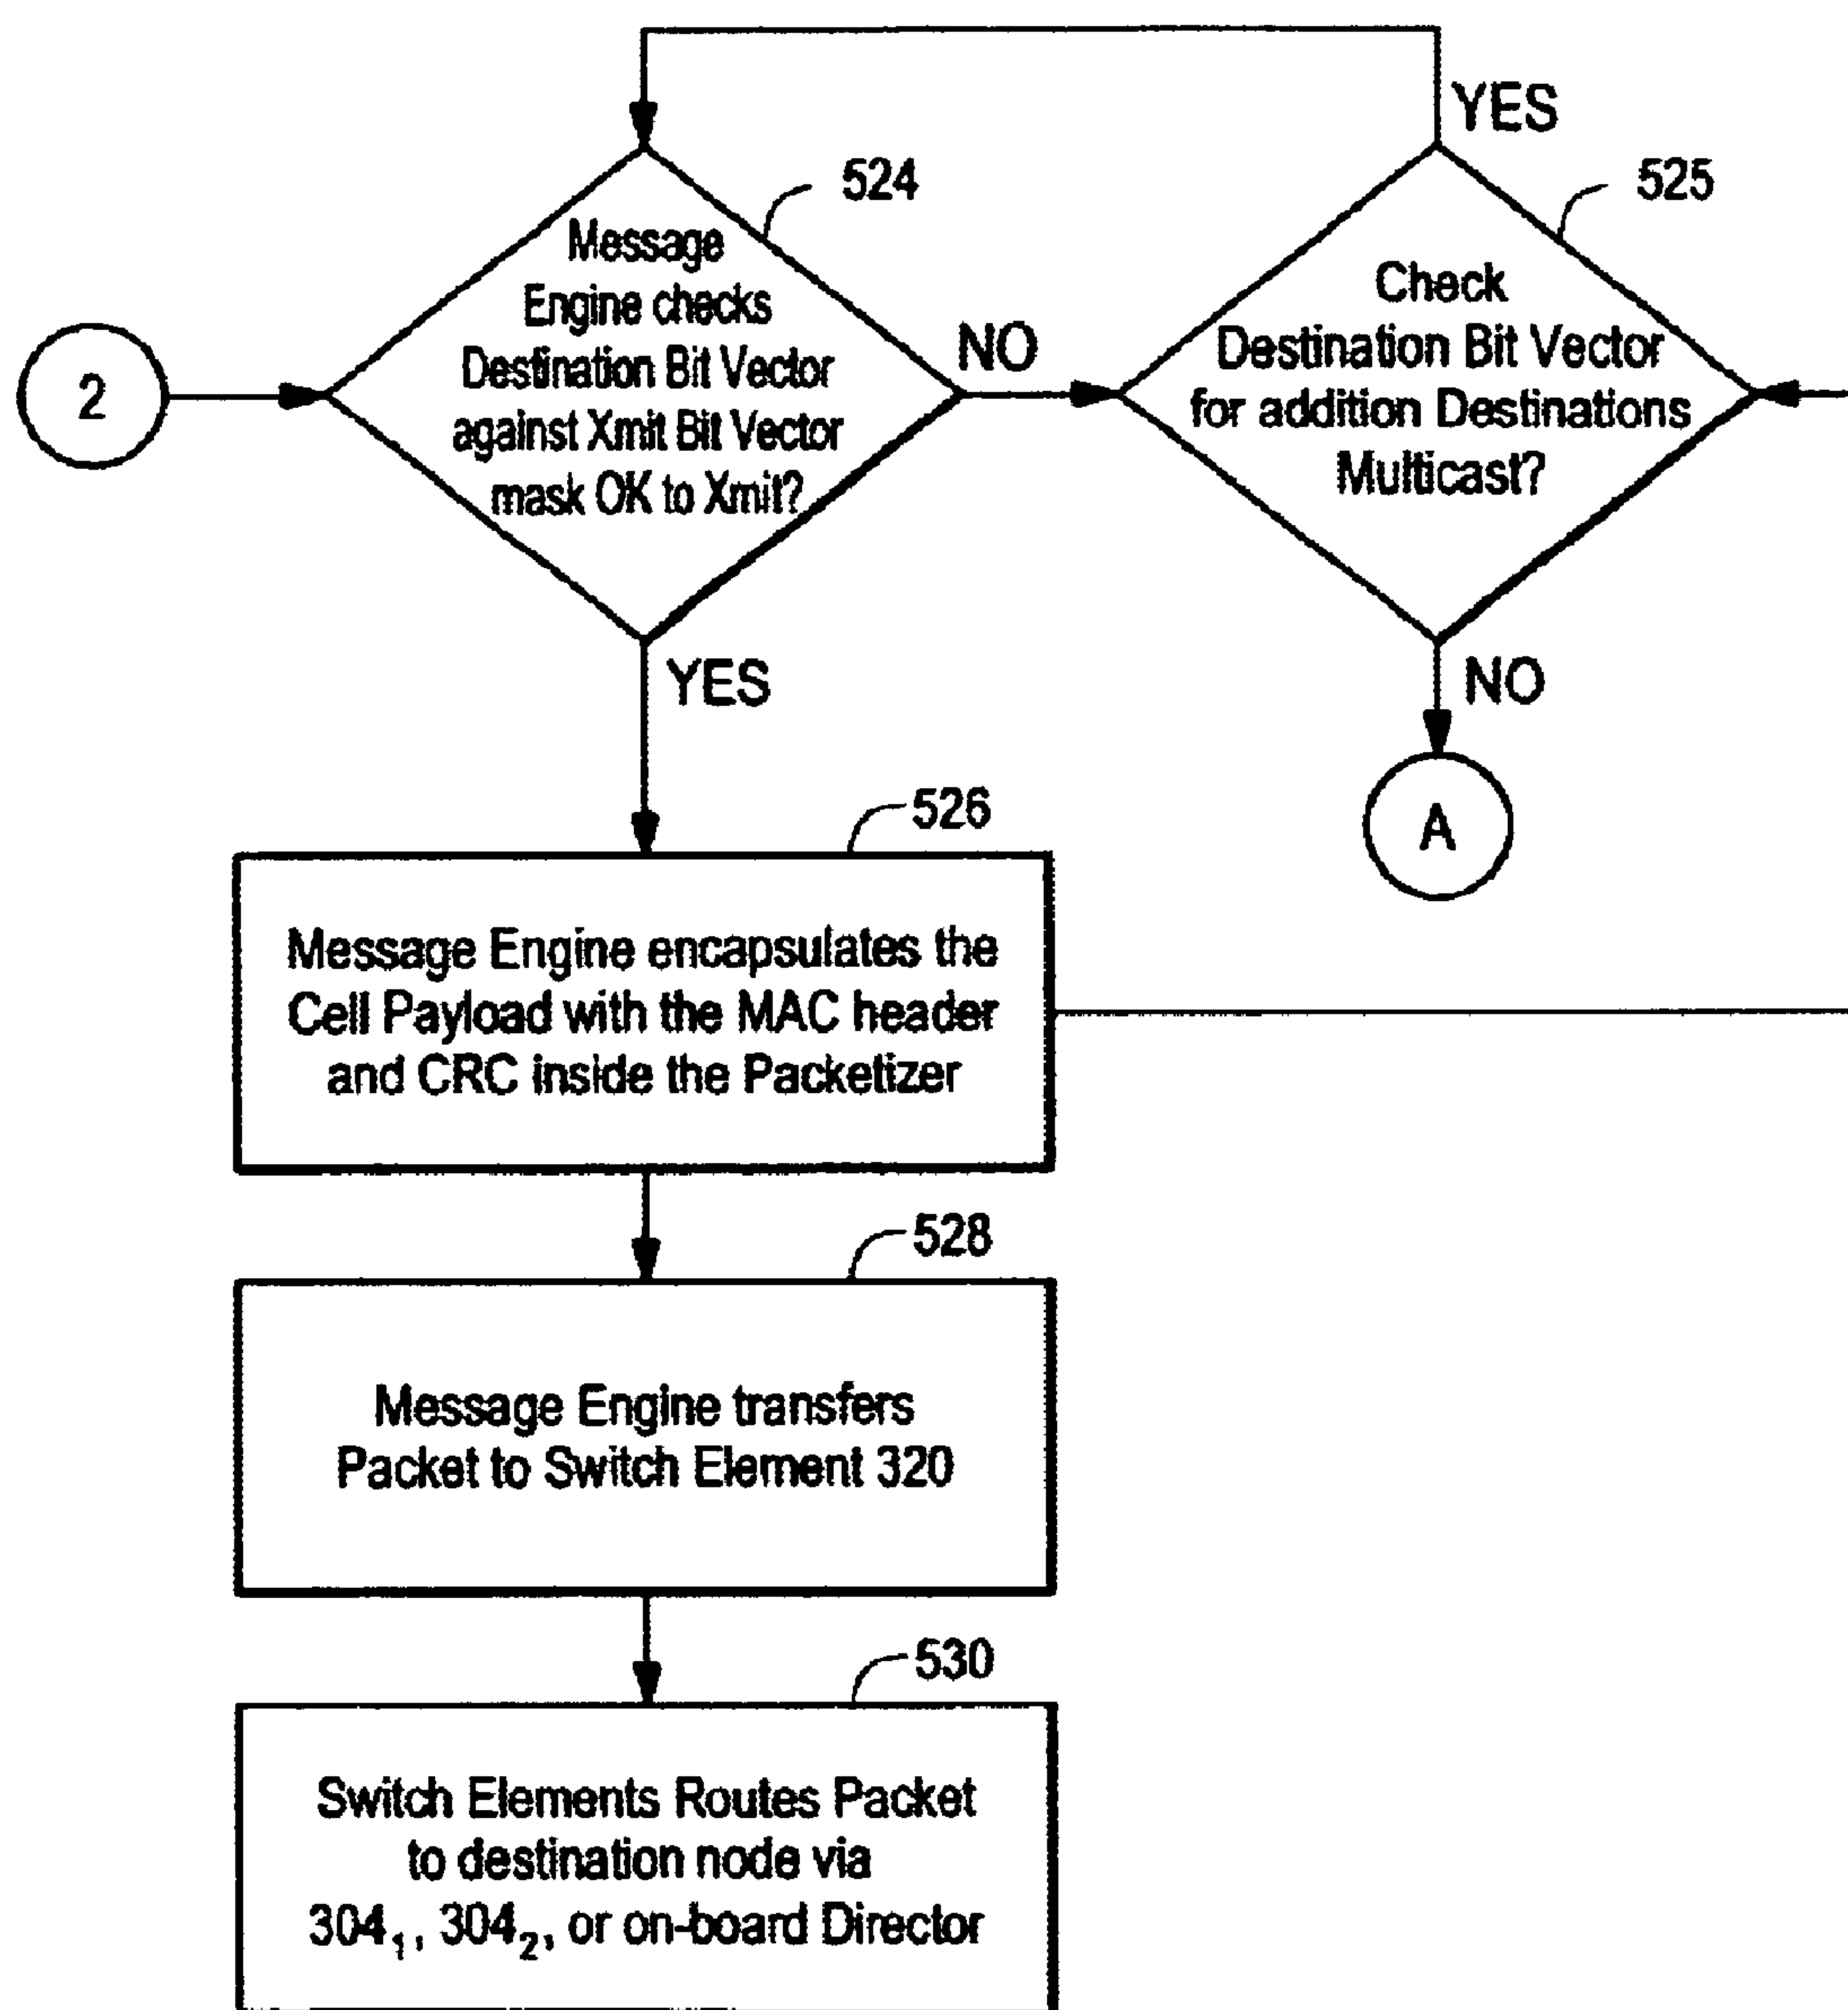 YES
524
525
Message
Engine checks
Destination Bit Vector
against Xmit Bit Vector
mask OK to Xmit?
2
NO
Check
Destination Bit Vector
for addition Destinations
Multicast?
YES
NO
A
526
Message Engine encapsulates the
Cell Payload with the MAC header
and CRC inside the Packetizer
528
Message Engine transfers
Packet to Switch Element 320
530
Switch Elements Routes Packet
to destination node via
304₁, 304₂, or on-board Director